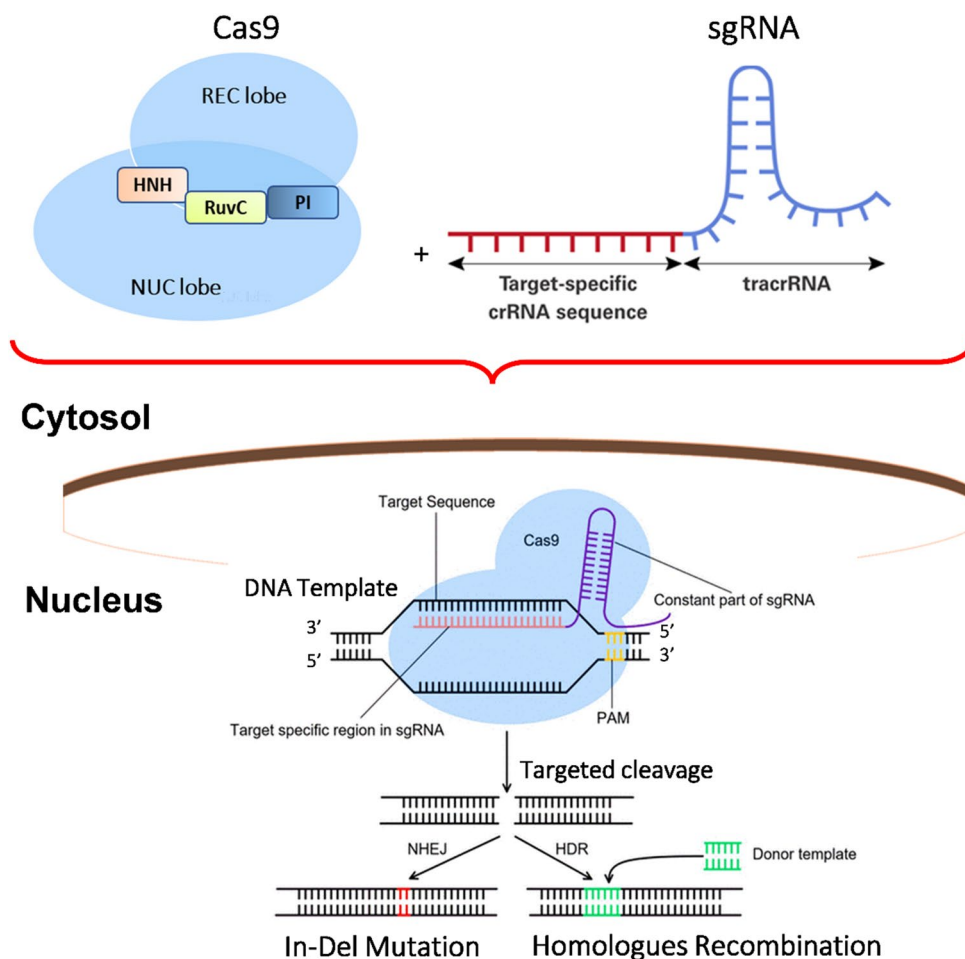 Cas9
sgRNA
REC lobe
HNH
RuvC
PI
NUC lobe
+
Target-specific
crRNA sequence
tracrRNA
Cytosol
Target Sequence
Cas9
Nucleus
DNA Template
Constant part of sgRNA
3’
5’
5’
3’
PAM
Target specific region in sgRNA
Targeted cleavage
NHEJ
HDR
Donor template
In-Del Mutation
Homologues Recombination